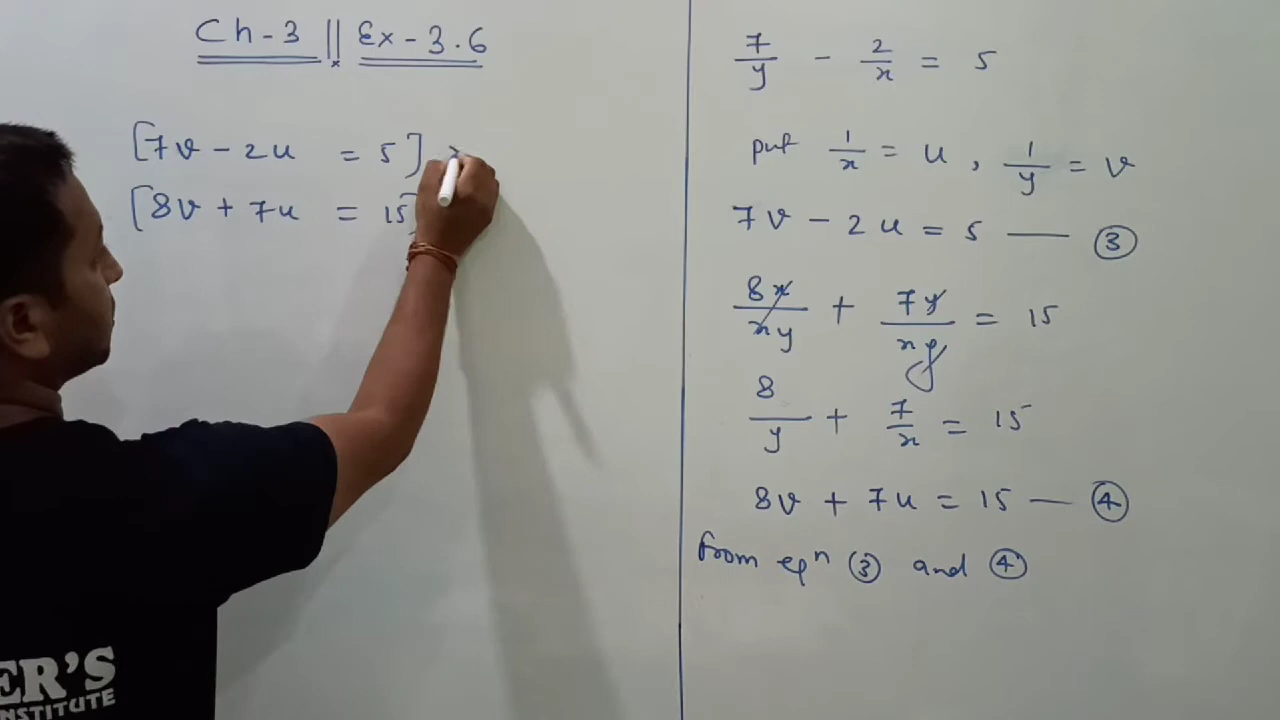 Ch-3 || Ex-3.6
[7v - 2u = 5] ×
[8v + 7u = 15]
7/y - 2/x = 5
put 1/x = u, 1/y = v
7v - 2u = 5 — ③
8x/xy + 7y/xy = 15
8/y + 7/x = 15
8v + 7u = 15 — ④
from eqn ③ and ④
ER'S
INSTITUTE